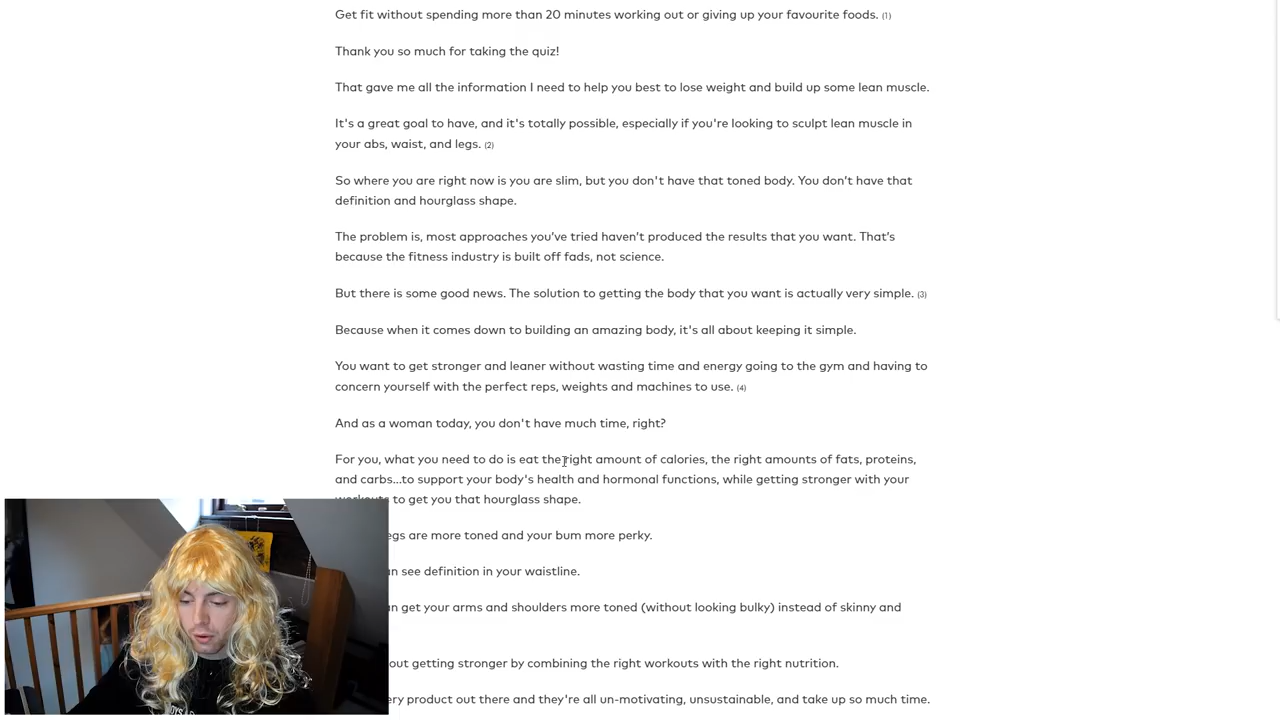 Get fit without spending more than 20 minutes working out or giving up your favourite foods. (1)
Thank you so much for taking the quiz!
That gave me all the information I need to help you best to lose weight and build up some lean muscle.
It's a great goal to have, and it's totally possible, especially if you're looking to sculpt lean muscle in
your abs, waist, and legs. (2)
So where you are right now is you are slim, but you don't have that toned body. You don’t have that
definition and hourglass shape.
The problem is, most approaches you’ve tried haven’t produced the results that you want. That’s
because the fitness industry is built off fads, not science.
But there is some good news. The solution to getting the body that you want is actually very simple. (3)
Because when it comes down to building an amazing body, it's all about keeping it simple.
You want to get stronger and leaner without wasting time and energy going to the gym and having to
concern yourself with the perfect reps, weights and machines to use. (4)
And as a woman today, you don't have much time, right?
For you, what you need to do is eat the right amount of calories, the right amounts of fats, proteins,
and carbs...to support your body's health and hormonal functions, while getting stronger with your
to get you that hourglass shape.
are more toned and your bum more perky.
see definition in your waistline.
get your arms and shoulders more toned (without looking bulky) instead of skinny and
getting stronger by combining the right workouts with the right nutrition.
product out there and they're all un-motivating, unsustainable, and take up so much time.